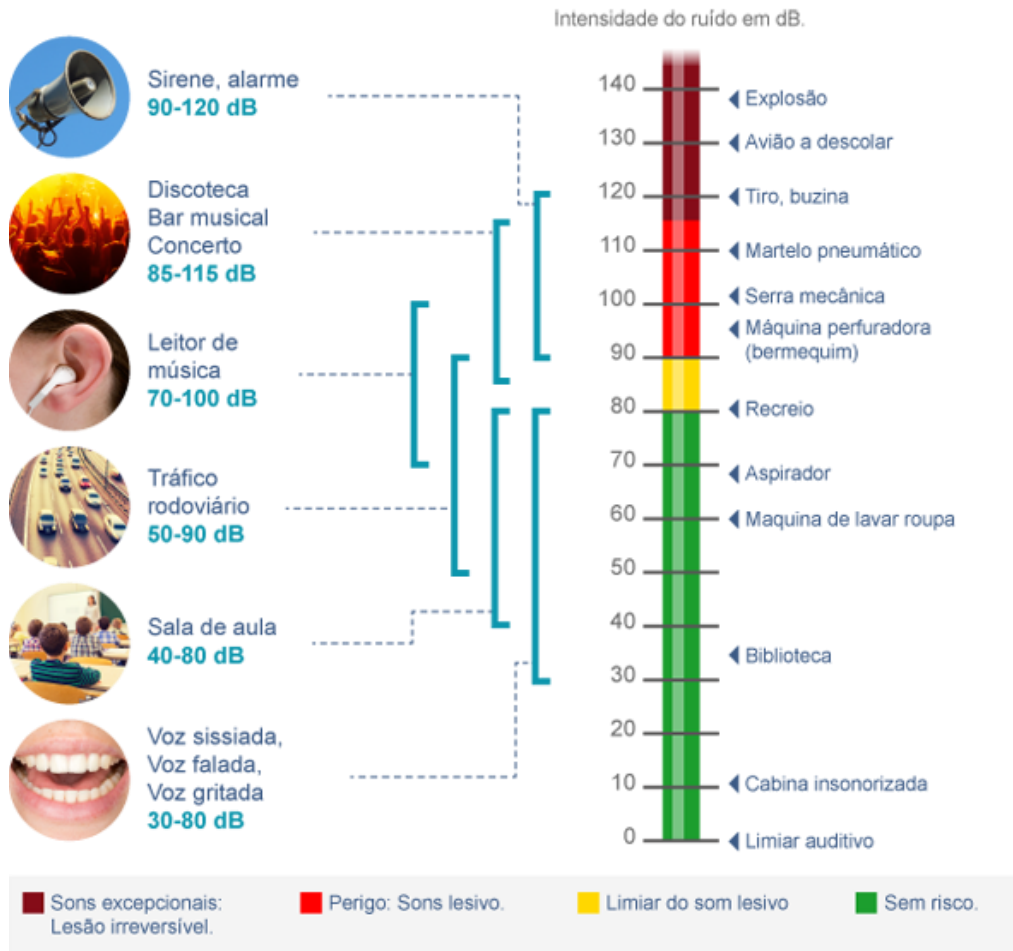 Intensidade do ruído em dB.
Sirene, alarme
90-120 dB
Discoteca
Bar musical
Concerto
85-115 dB
Leitor de
música
70-100 dB
Tráfico
rodoviário
50-90 dB
Sala de aula
40-80 dB
Voz sissiada,
Voz falada,
Voz gritada
30-80 dB
140
130
120
110
100
90
80
70
60
50
40
30
20
10
0
Explosão
Avião a descolar
Tiro, buzina
Martelo pneumático
Serra mecânica
Máquina perfuradora
(bermequim)
Recreio
Aspirador
Maquina de lavar roupa
Biblioteca
Cabina insonorizada
Limiar auditivo
Sons excepcionais:
Lesão irreversível.
Perigo: Sons lesivo.
Limiar do som lesivo
Sem risco.